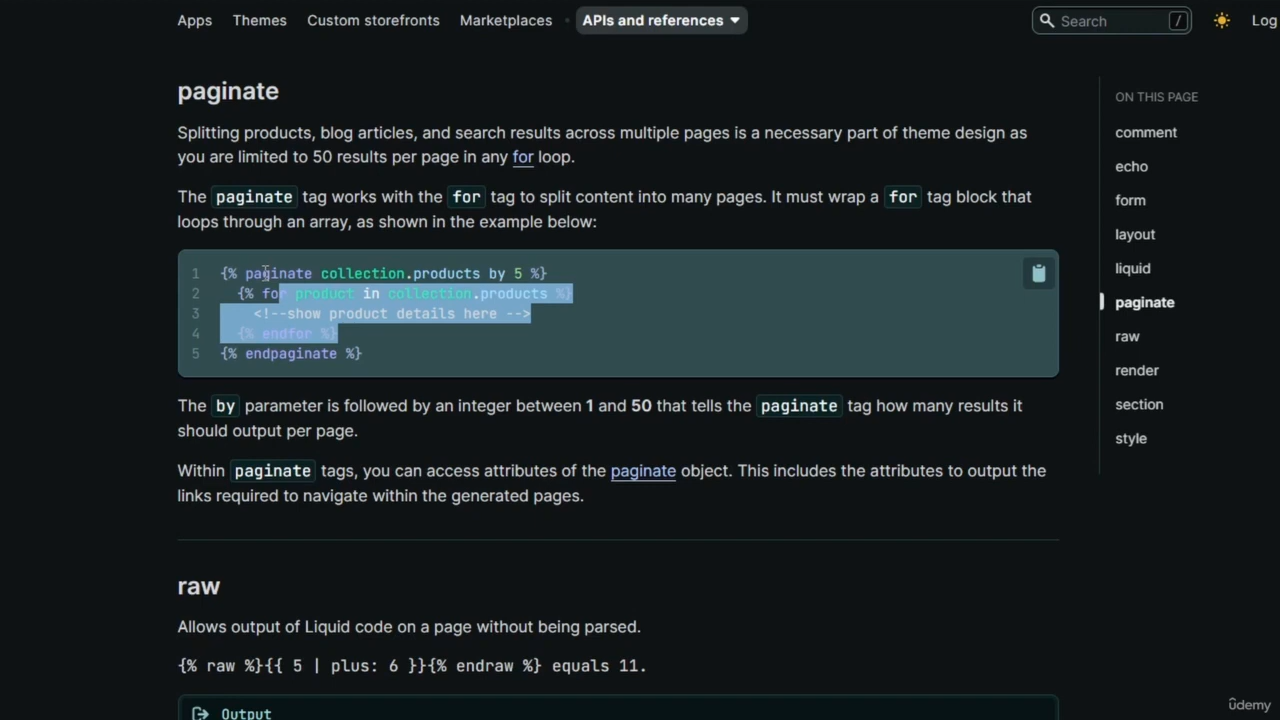 Apps Themes Custom storefronts Marketplaces APIs and references Search / Log
paginate
Splitting products, blog articles, and search results across multiple pages is a necessary part of theme design as
you are limited to 50 results per page in any for loop.
The paginate tag works with the for tag to split content into many pages. It must wrap a for tag block that
loops through an array, as shown in the example below:
1 {% paginate collection.products by 5 %}
2 {% for product in collection.products %}
3 <!--show product details here -->
4 {% endfor %}
5 {% endpaginate %}
The by parameter is followed by an integer between 1 and 50 that tells the paginate tag how many results it
should output per page.
Within paginate tags, you can access attributes of the paginate object. This includes the attributes to output the
links required to navigate within the generated pages.
raw
Allows output of Liquid code on a page without being parsed.
{% raw %}{{ 5 | plus: 6 }}{% endraw %} equals 11.
Output
ON THIS PAGE
comment
echo
form
layout
liquid
paginate
raw
render
section
style
ûdemy